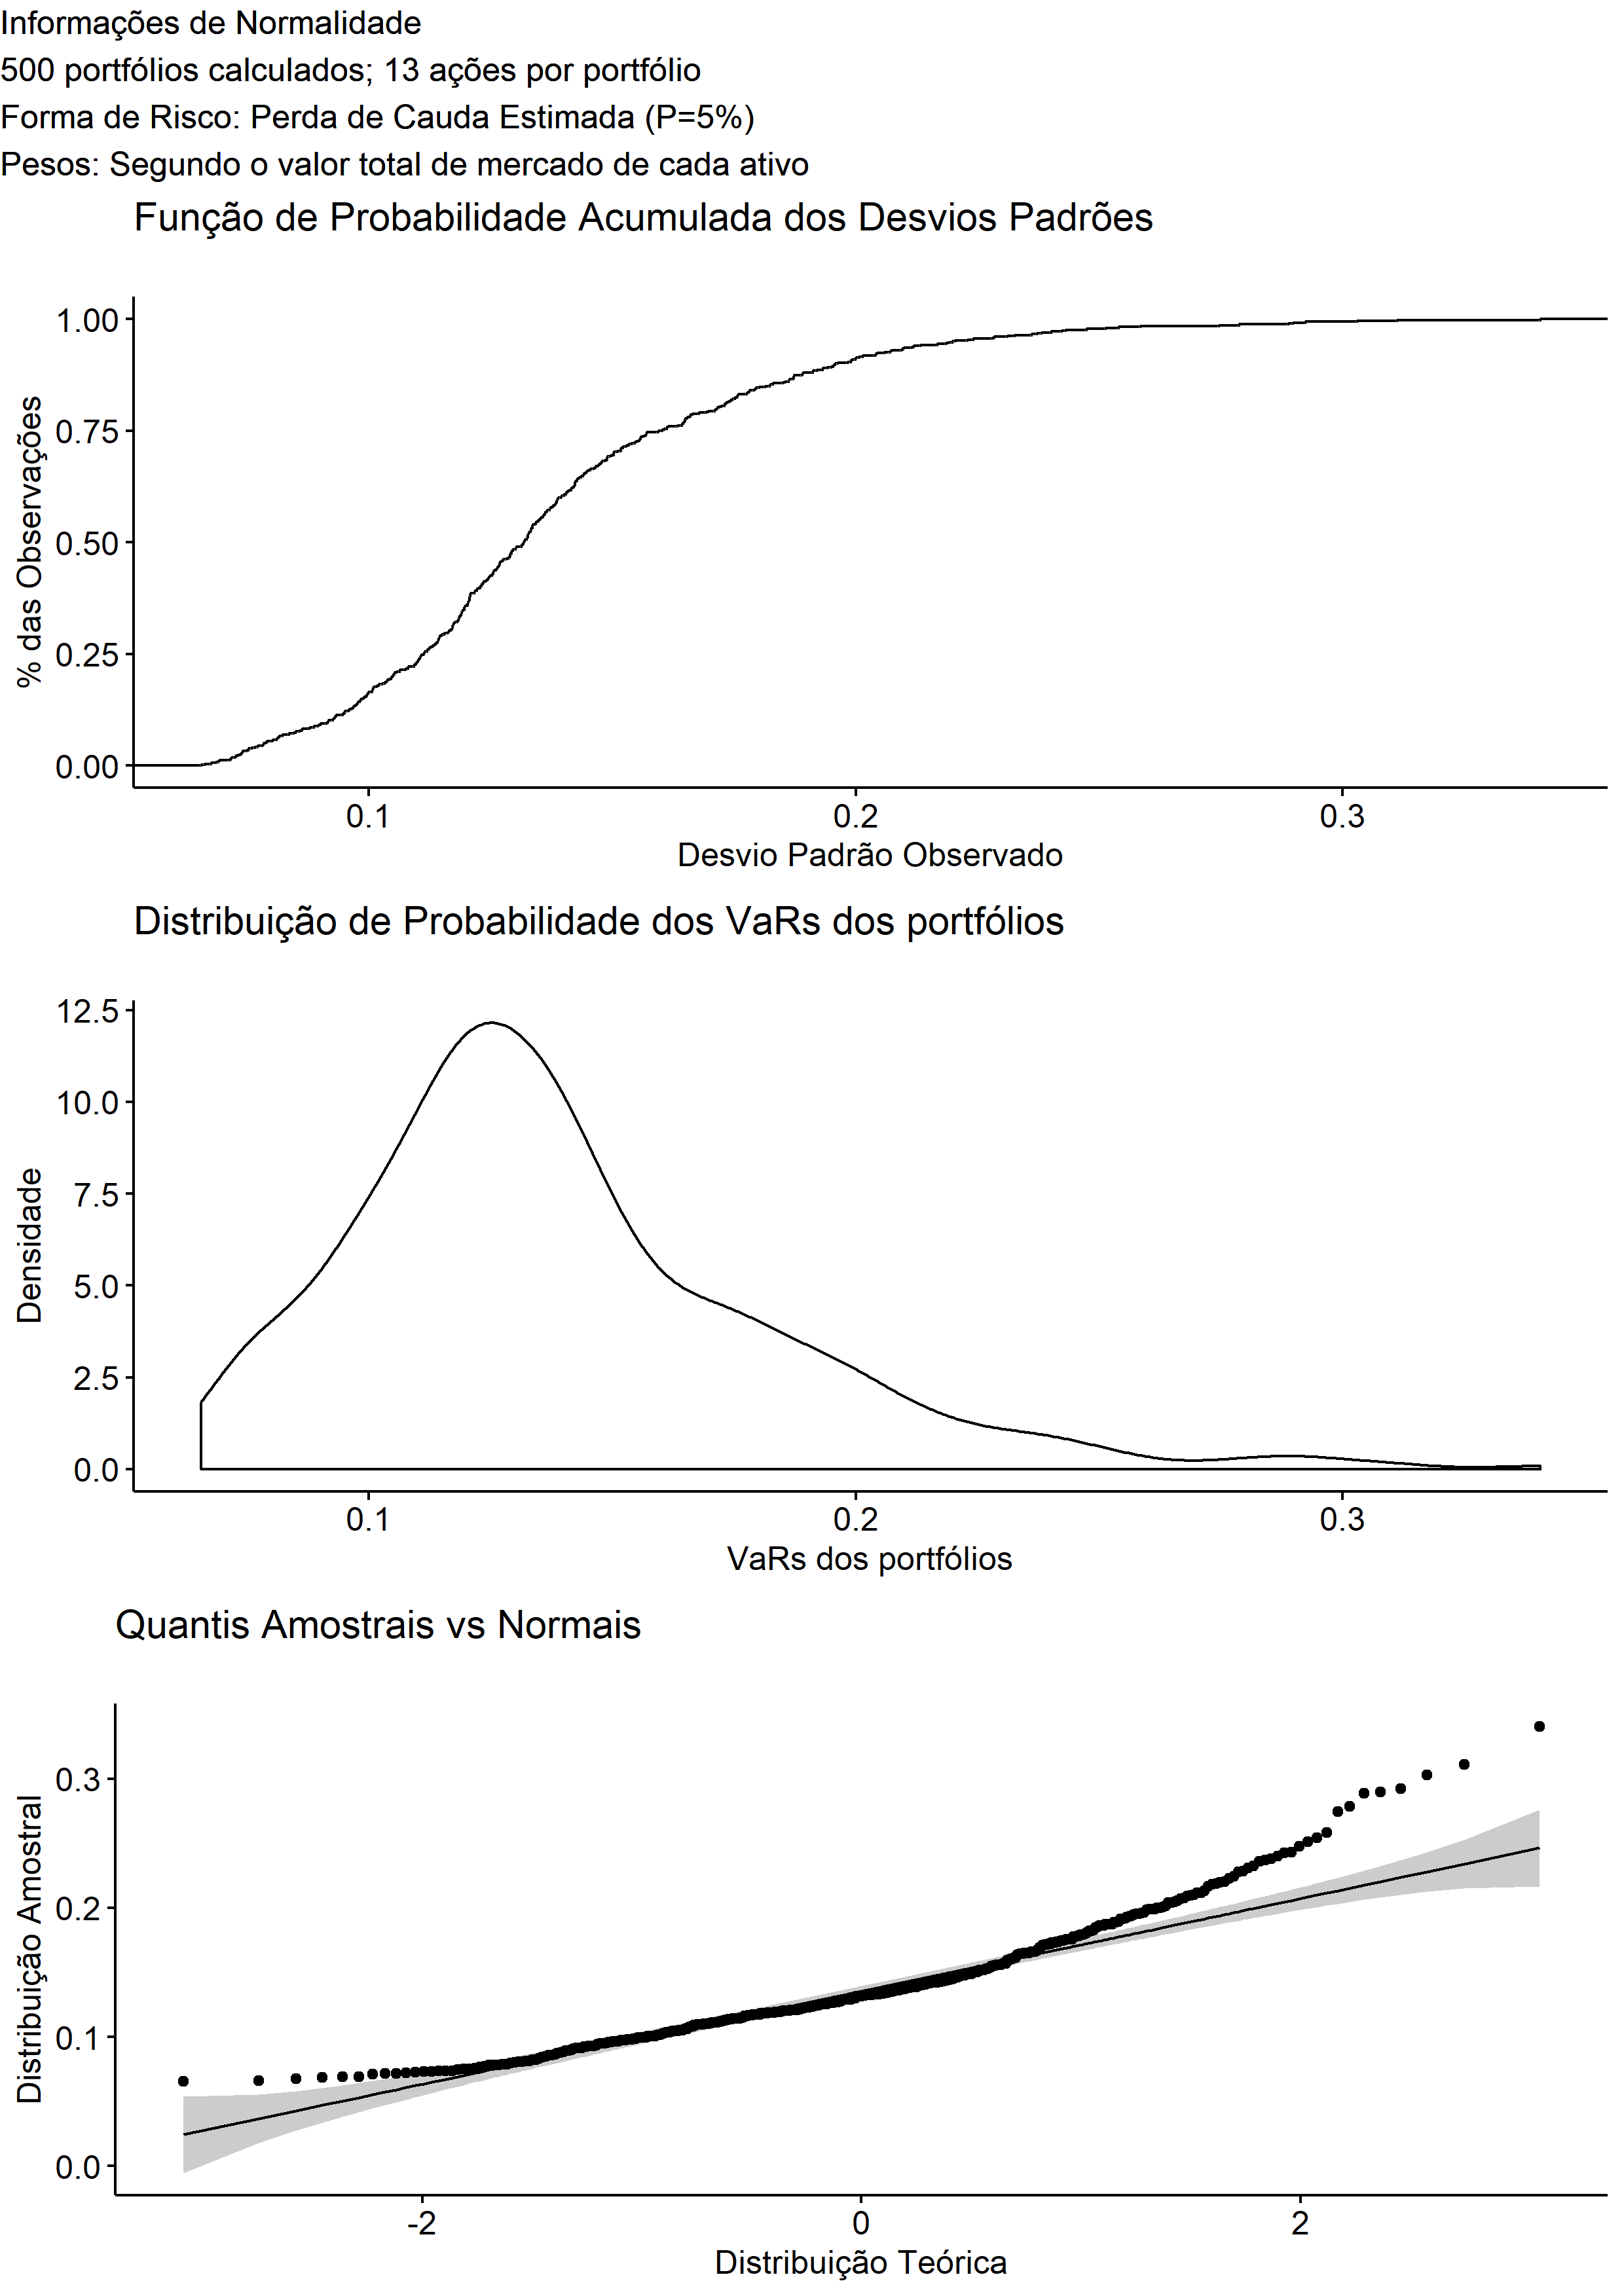 Informações de Normalidade
500 portfólios calculados; 13 ações por portfólio
Forma de Risco: Perda de Cauda Estimada (P=5%)
Pesos: Segundo o valor total de mercado de cada ativo
Função de Probabilidade Acumulada dos Desvios Padrões
% das Observações
1.00
0.75
0.50
0.25
0.00
0.1 0.2 0.3
Desvio Padrão Observado
Distribuição de Probabilidade dos VaRs dos portfólios
Densidade
12.5
10.0
7.5
5.0
2.5
0.0
0.1 0.2 0.3
VaRs dos portfólios
Quantis Amostrais vs Normais
Distribuição Amostral
0.3
0.2
0.1
0.0
-2 0 2
Distribuição Teórica